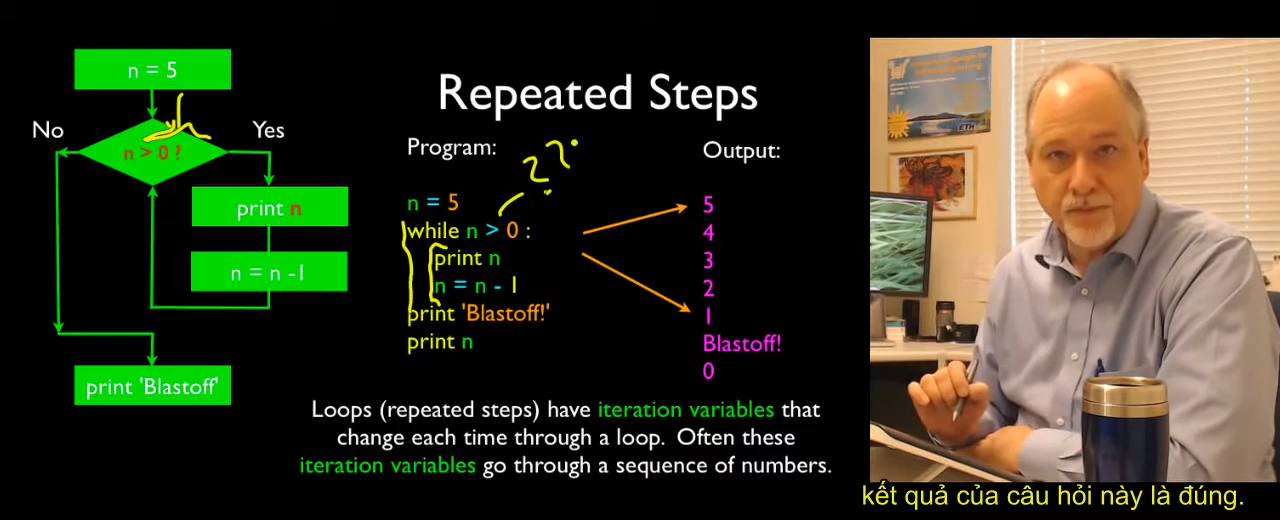 n = 5
No
Yes
n > 0 ?
print n
n = n -1
print 'Blastoff'
Repeated Steps
Program:
??
n = 5
while n > 0 :
print n
n = n - 1
print 'Blastoff!'
print n
Output:
5
4
3
2
1
Blastoff!
0
Loops (repeated steps) have iteration variables that
change each time through a loop. Often these
iteration variables go through a sequence of numbers.
kết quả của câu hỏi này là đúng.